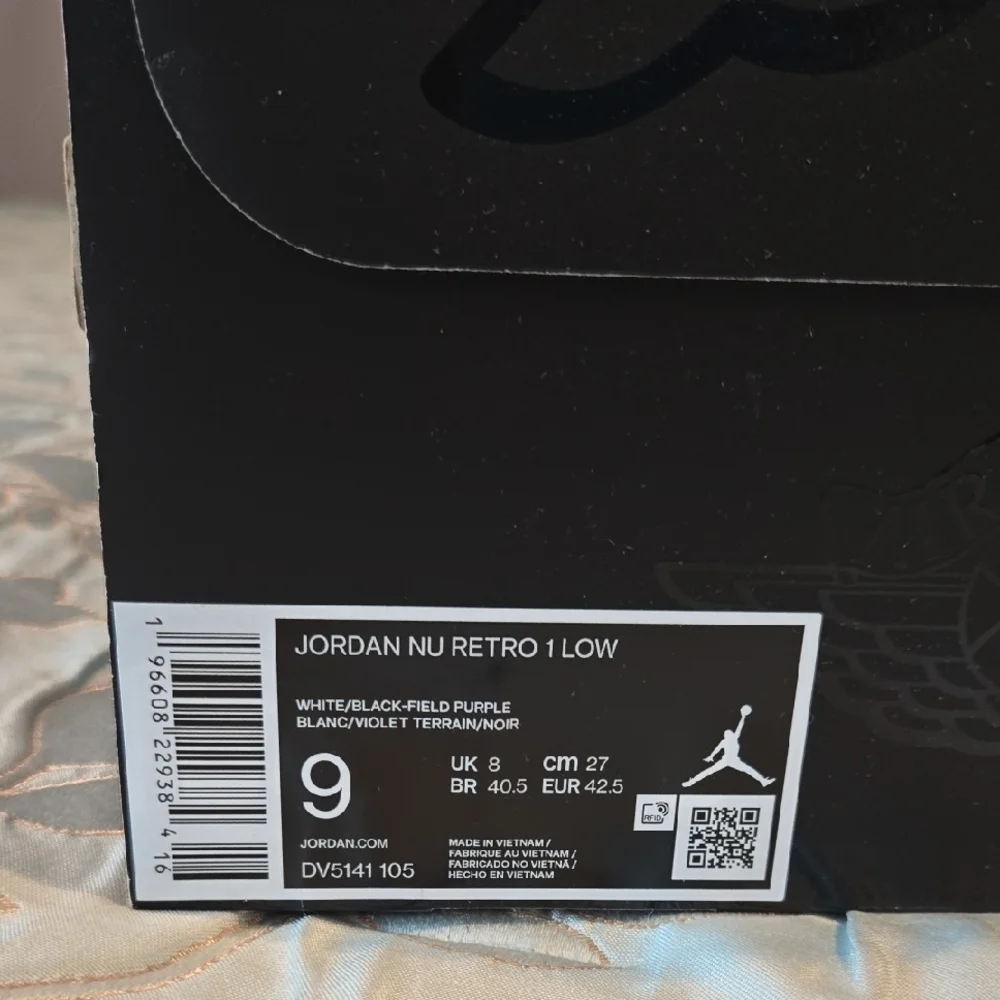 JORDAN NU RETRO 1 LOW
WHITE/BLACK-FIELD PURPLE
BLANC/VIOLET TERRAIN/NOIR
9
UK 8 cm 27
BR 40.5 EUR 42.5
JORDAN.COM
DV5141 105
MADE IN VIETNAM /
FABRIQUE AU VIETNAM /
FABRICADO NO VIETNÃ /
HECHO EN VIETNAM
RFID
1 96608 22938 4 16